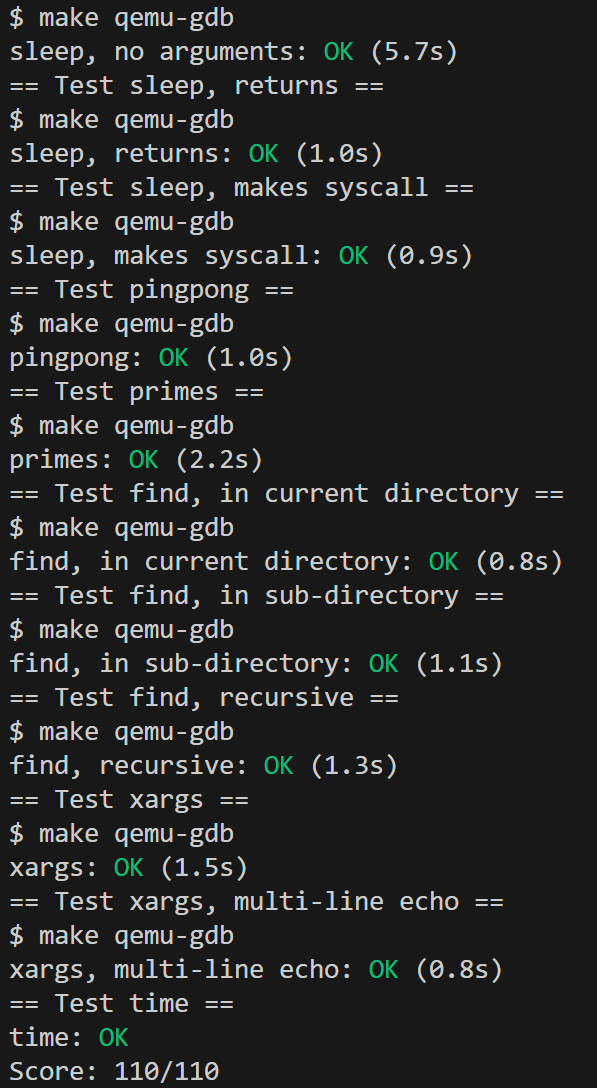 $ make qemu-gdb
sleep, no arguments: OK (5.7s)
== Test sleep, returns ==
$ make qemu-gdb
sleep, returns: OK (1.0s)
== Test sleep, makes syscall ==
$ make qemu-gdb
sleep, makes syscall: OK (0.9s)
== Test pingpong ==
$ make qemu-gdb
pingpong: OK (1.0s)
== Test primes ==
$ make qemu-gdb
primes: OK (2.2s)
== Test find, in current directory ==
$ make qemu-gdb
find, in current directory: OK (0.8s)
== Test find, in sub-directory ==
$ make qemu-gdb
find, in sub-directory: OK (1.1s)
== Test find, recursive ==
$ make qemu-gdb
find, recursive: OK (1.3s)
== Test xargs ==
$ make qemu-gdb
xargs: OK (1.5s)
== Test xargs, multi-line echo ==
$ make qemu-gdb
xargs, multi-line echo: OK (0.8s)
== Test time ==
time: OK
Score: 110/110